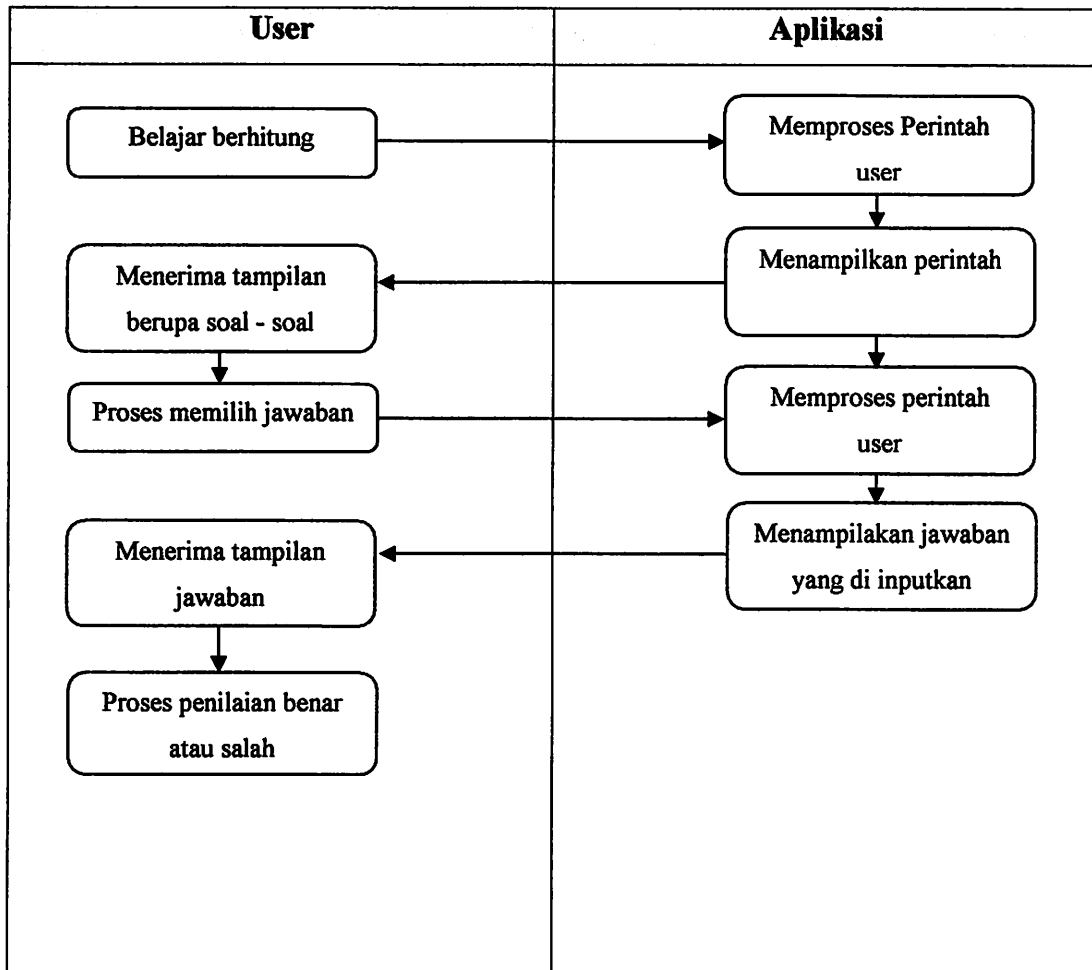 User
Aplikasi
Belajar berhitung
Memproses Perintah
user
Menerima tampilan
berupa soal - soal
Menampilkan perintah
Proses memilih jawaban
Memproses perintah
user
Menerima tampilan
jawaban
Menampilakan jawaban
yang di inputkan
Proses penilaian benar
atau salah